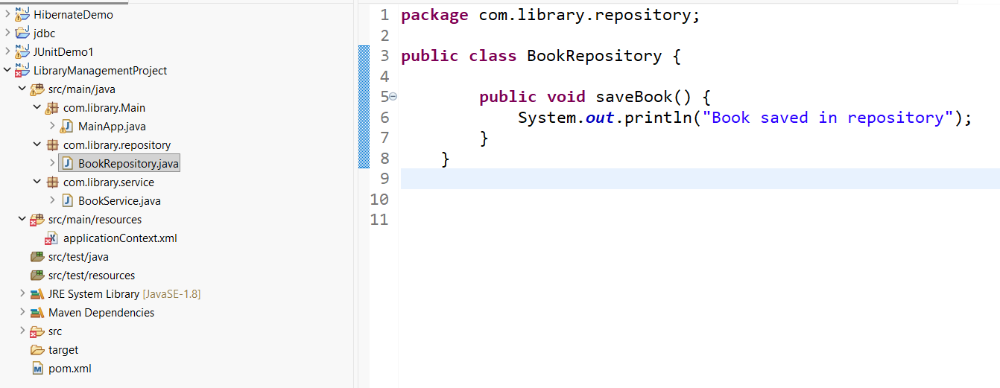 HibernateDemo
jdbc
JUnitDemo1
LibraryManagementProject
src/main/java
com.library.Main
MainApp.java
com.library.repository
BookRepository.java
com.library.service
BookService.java
src/main/resources
applicationContext.xml
src/test/java
src/test/resources
JRE System Library [JavaSE-1.8]
Maven Dependencies
src
target
pom.xml
1 package com.library.repository;
2
3 public class BookRepository {
4
5 public void saveBook() {
6 System.out.println("Book saved in repository");
7 }
8 }
9
10
11